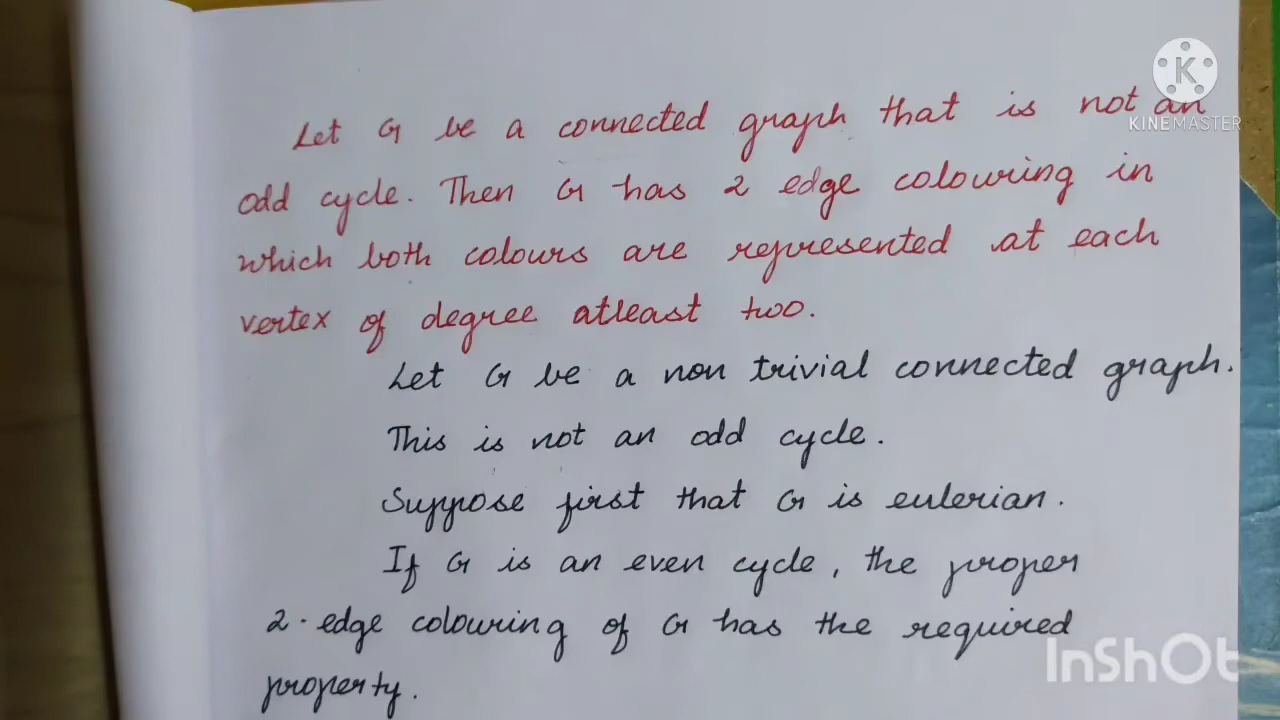 Let G be a connected graph that is not an
odd cycle. Then G has 2 edge colouring in
which both colours are represented at each
vertex of degree atleast two.
Let G be a non trivial connected graph.
This is not an odd cycle.
Suppose first that G is eulerian.
If G is an even cycle, the proper
2-edge colouring of G has the required
property.
K
KINEMASTER
InShOt